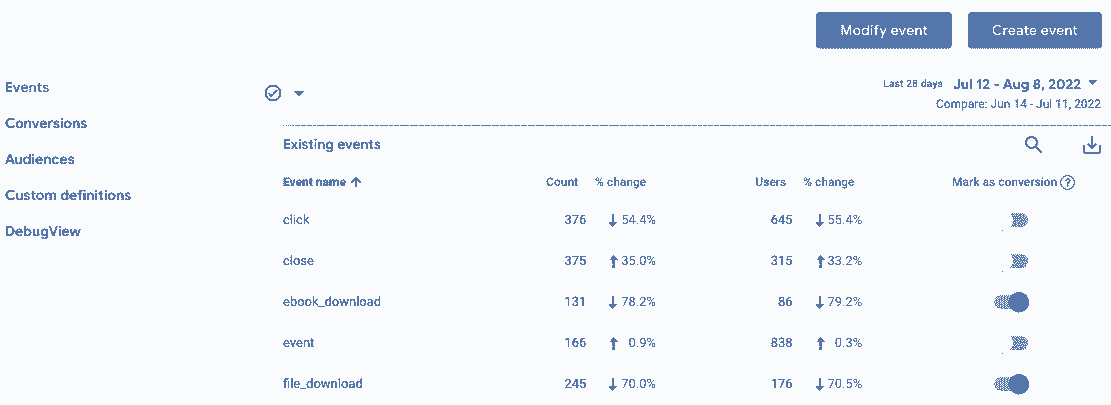 Modify event Create event
Events
Last 28 days Jul 12 - Aug 8, 2022
Compare: Jun 14 - Jul 11, 2022
Conversions
Existing events
Audiences
Event name Count % change Users % change Mark as conversion
Custom definitions
click 376 54.4% 645 55.4%
DebugView
close 375 35.0% 315 33.2%
ebook_download 131 78.2% 86 79.2%
event 166 0.9% 838 0.3%
file_download 245 70.0% 176 70.5%